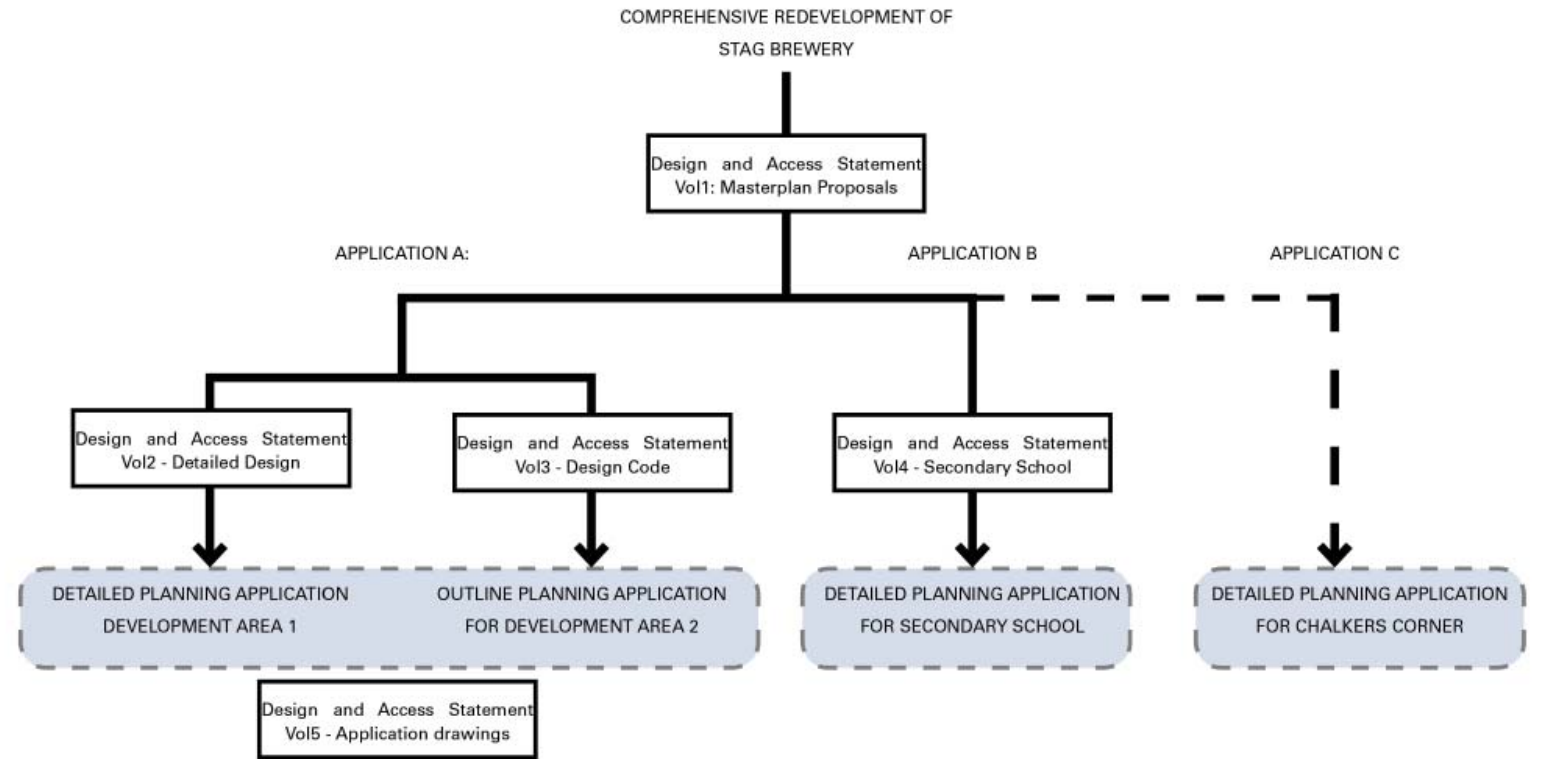 COMPREHENSIVE REDEVELOPMENT OF
STAG BREWERY
Design and Access Statement
Vol1: Masterplan Proposals
APPLICATION A:
APPLICATION B
APPLICATION C
Design and Access Statement
Vol2 - Detailed Design
Design and Access Statement
Vol3 - Design Code
Design and Access Statement
Vol4 - Secondary School
DETAILED PLANNING APPLICATION
DEVELOPMENT AREA 1
OUTLINE PLANNING APPLICATION
FOR DEVELOPMENT AREA 2
DETAILED PLANNING APPLICATION
FOR SECONDARY SCHOOL
DETAILED PLANNING APPLICATION
FOR CHALKERS CORNER
Design and Access Statement
Vol5 - Application drawings